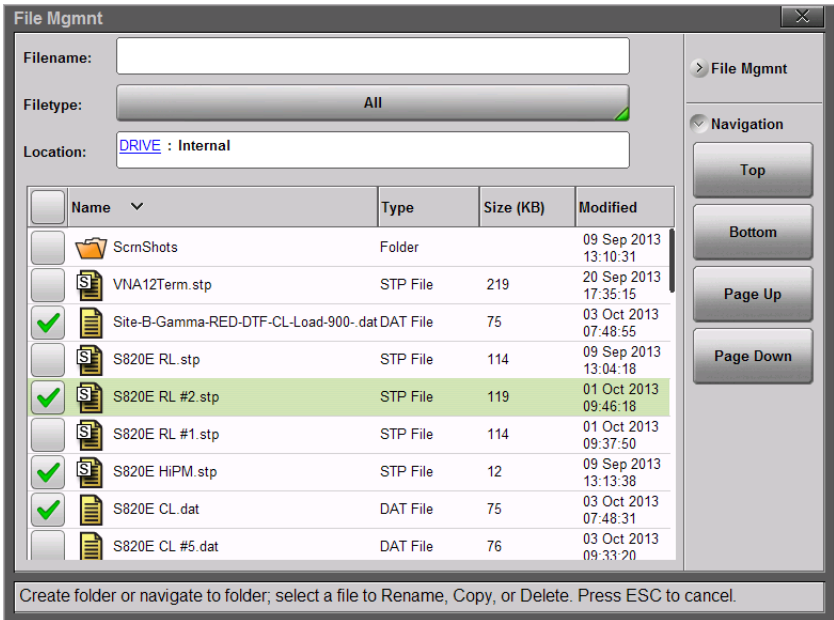 File Mgmnt
Filename:
Filetype: All
Location: DRIVE : Internal
Name Type Size (KB) Modified
ScrnShots Folder 09 Sep 2013 13:10:31
VNA12Term.stp STP File 219 20 Sep 2013 17:35:15
Site-B-Gamma-RED-DTF-CL-Load-900-.dat DAT File 75 03 Oct 2013 07:48:55
S820E RL.stp STP File 114 09 Sep 2013 13:04:18
S820E RL #2.stp STP File 119 01 Oct 2013 09:46:18
S820E RL #1.stp STP File 114 01 Oct 2013 09:37:50
S820E HiPM.stp STP File 12 09 Sep 2013 13:13:38
S820E CL.dat DAT File 75 03 Oct 2013 07:48:31
S820E CL #5.dat DAT File 76 03 Oct 2013 09:33:20
File Mgmnt
Navigation
Top
Bottom
Page Up
Page Down
Create folder or navigate to folder; select a file to Rename, Copy, or Delete. Press ESC to cancel.